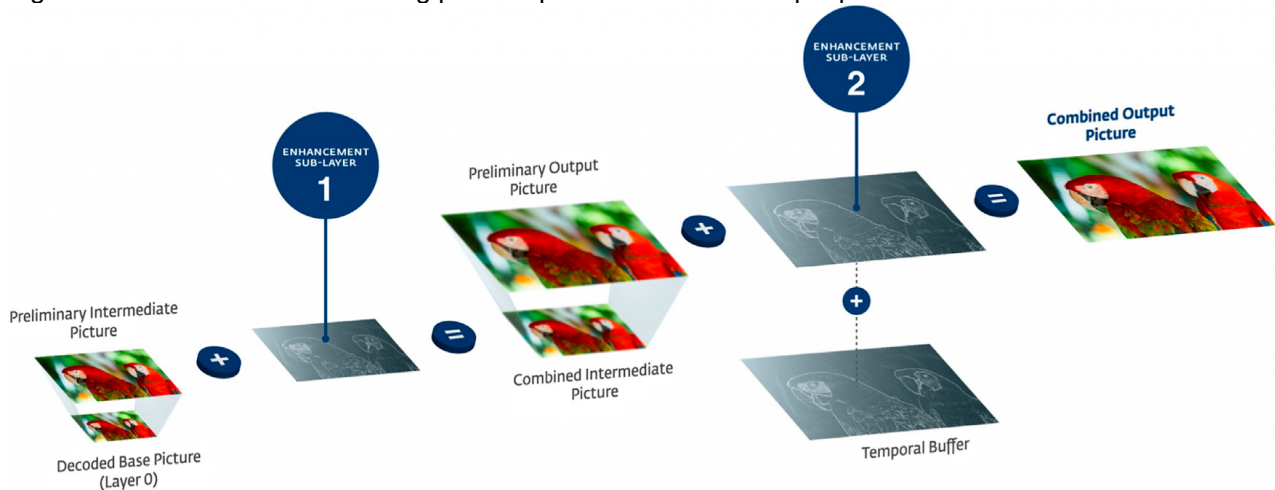 ENHANCEMENT
SUB-LAYER
2
ENHANCEMENT
SUB-LAYER
1
Combined Output
Picture
Preliminary Output
Picture
+
=
+
Preliminary Intermediate
Picture
+
=
Combined Intermediate
Picture
Temporal Buffer
Decoded Base Picture
(Layer 0)